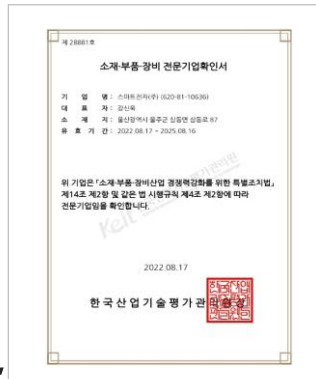 제 28881호
소재·부품·장비 전문기업확인서
기 업 명 : 스마트전자(주) (620-81-10636)
대 표 자 : 강신욱
소 재 지 : 울산광역시 울주군 삼동면 삼동로 87
유 효 기 간 : 2022.08.17 ~ 2025.08.16
위 기업은 「소재·부품·장비산업 경쟁력강화를 위한 특별조치법」
제14조 제2항 및 같은 법 시행규칙 제4조 제2항에 따라
전문기업임을 확인합니다.
2022.08.17
한국산업기술평가관리원장